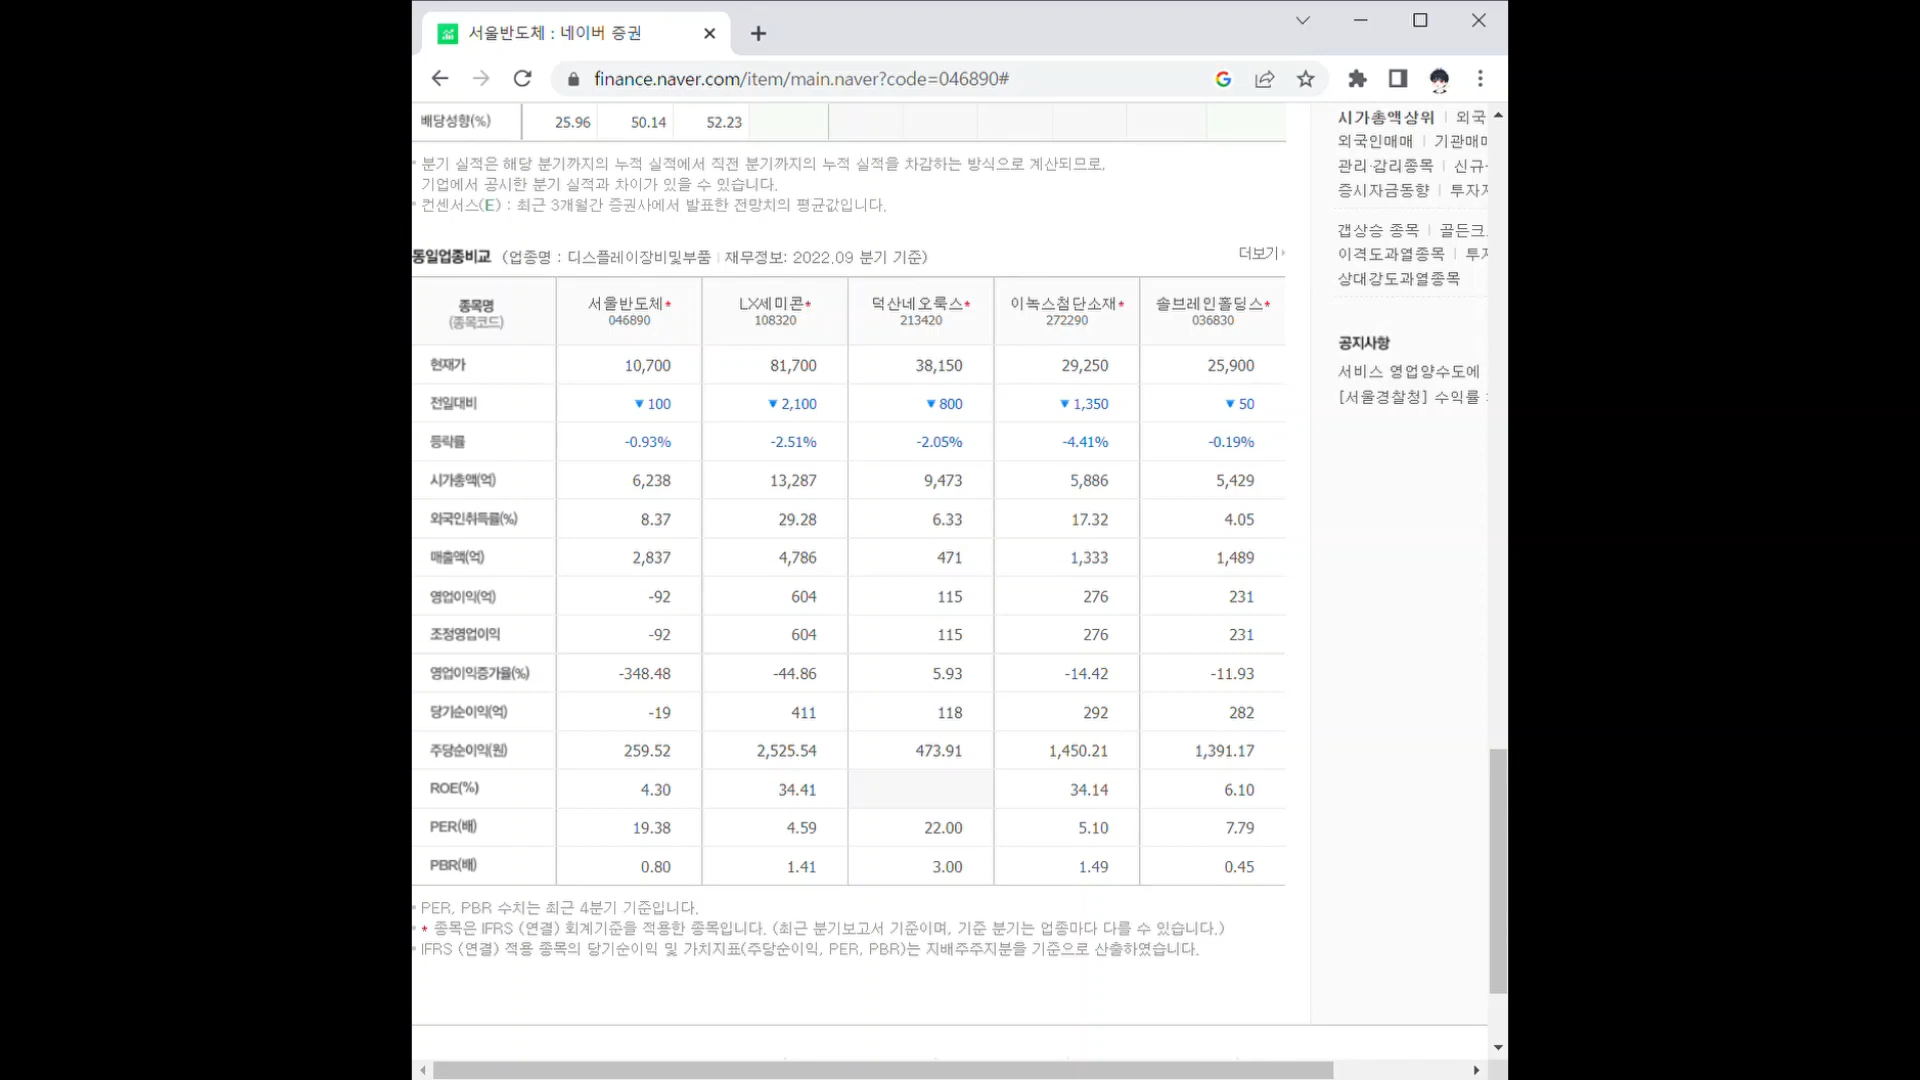 서울반도체 : 네이버 증권
finance.naver.com/item/main.naver?code=046890#
배당성향(%) 25.96 50.14 52.23
분기 실적은 해당 분기까지의 누적 실적에서 직전 분기까지의 누적 실적을 차감하는 방식으로 계산되므로,
기업에서 공시한 분기 실적과 차이가 있을 수 있습니다.
컨센서스(E) : 최근 3개월간 증권사에서 발표한 전망치의 평균값입니다.
동일업종비교 (업종명 : 디스플레이장비및부품 | 재무정보: 2022.09 분기 기준) 더보기
종목명 서울반도체* LX세미콘* 덕산네오룩스* 이녹스첨단소재* 솔브레인홀딩스*
(종목코드) 046890 108320 213420 272290 036830
현재가 10,700 81,700 38,150 29,250 25,900
전일대비 ▼100 ▼2,100 ▼800 ▼1,350 ▼50
등락률 -0.93% -2.51% -2.05% -4.41% -0.19%
시가총액(억) 6,238 13,287 9,473 5,886 5,429
외국인취득률(%) 8.37 29.28 6.33 17.32 4.05
매출액(억) 2,837 4,786 471 1,333 1,489
영업이익(억) -92 604 115 276 231
조정영업이익 -92 604 115 276 231
영업이익증가율(%) -348.48 -44.86 5.93 -14.42 -11.93
당기순이익(억) -19 411 118 292 282
주당순이익(원) 259.52 2,525.54 473.91 1,450.21 1,391.17
ROE(%) 4.30 34.41 34.14 6.10
PER(배) 19.38 4.59 22.00 5.10 7.79
PBR(배) 0.80 1.41 3.00 1.49 0.45
PER, PBR 수치는 최근 4분기 기준입니다.
* 종목은 IFRS (연결) 회계기준을 적용한 종목입니다. (최근 분기보고서 기준이며, 기준 분기는 업종마다 다를 수 있습니다.)
IFRS (연결) 적용 종목의 당기순이익 및 가치지표(주당순이익, PER, PBR)는 지배주주지분을 기준으로 산출하였습니다.
시가총액상위 | 외국
외국인매매 | 기관매매
관리·감리종목 | 신규
증시자금동향 | 투자
갭상승 종목 | 골든크
이격도과열종목 | 투
상대강도과열종목
공지사항
서비스 영업양수도에
[서울경찰청] 수익률